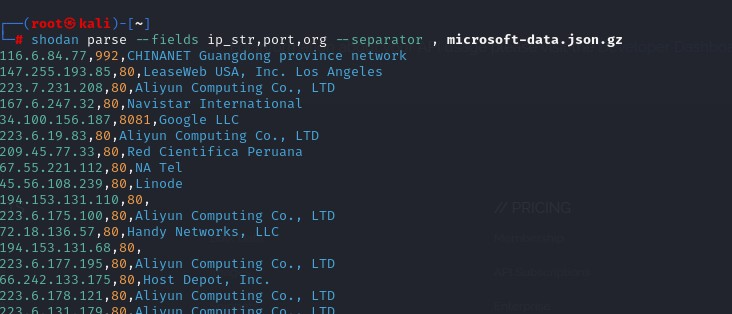 ┌──(root㉿kali)-[~]
└─# shodan parse --fields ip_str,port,org --separator , microsoft-data.json.gz
116.6.84.77,992,CHINANET Guangdong province network
147.255.193.85,80,LeaseWeb USA, Inc. Los Angeles
223.7.231.208,80,Aliyun Computing Co., LTD
167.6.247.32,80,Navistar International
34.100.156.187,8081,Google LLC
223.6.19.83,80,Aliyun Computing Co., LTD
209.45.77.33,80,Red Cientifica Peruana
67.55.221.112,80,NA Tel
45.56.108.239,80,Linode
194.153.131.110,80,
223.6.175.100,80,Aliyun Computing Co., LTD
72.18.136.57,80,Handy Networks, LLC
194.153.131.68,80,
223.6.177.195,80,Aliyun Computing Co., LTD
66.242.133.175,80,Host Depot, Inc.
223.6.178.121,80,Aliyun Computing Co., LTD
223.6.131.179,80,Aliyun Computing Co., LTD
// PRICING